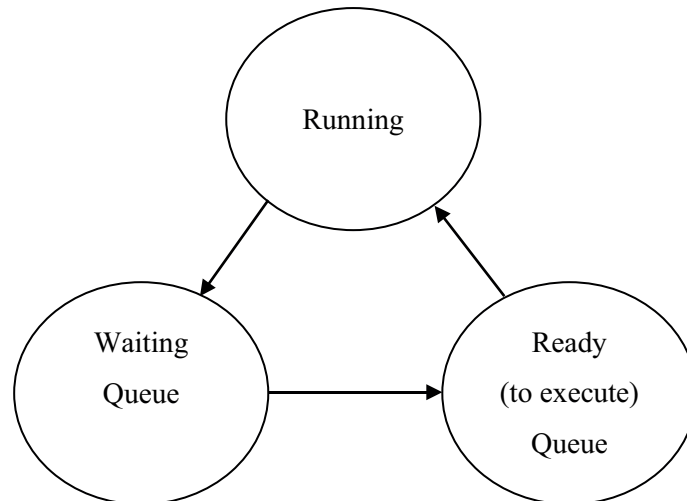 Running
Waiting
Queue
Ready
(to execute)
Queue